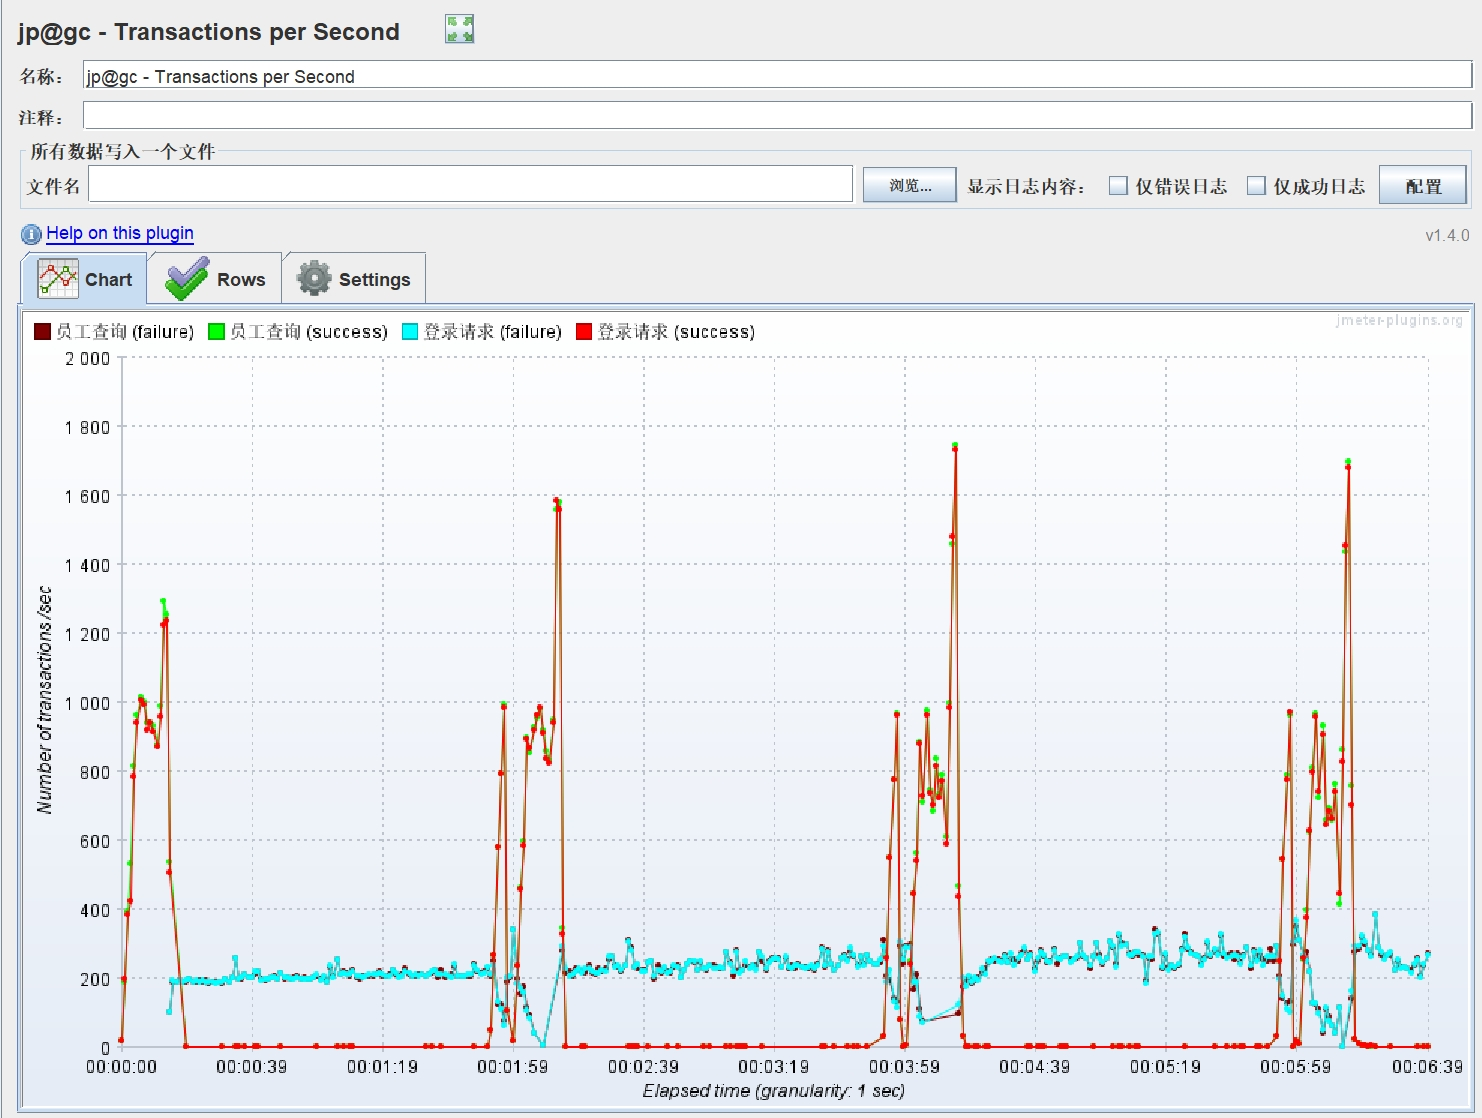 jp@gc - Transactions per Second
名称： jp@gc - Transactions per Second
注释：
所有数据写入一个文件
文件名 浏览... 显示日志内容： 仅错误日志 仅成功日志 配置
Help on this plugin v1.4.0
Chart Rows Settings
员工查询 (failure) 员工查询 (success) 登录请求 (failure) 登录请求 (success) jmeter-plugins.org
2 000
1 800
1 600
1 400
1 200
1 000
800
600
400
200
0
Number of transactions /sec
00:00:00 00:00:39 00:01:19 00:01:59 00:02:39 00:03:19 00:03:59 00:04:39 00:05:19 00:05:59 00:06:39
Elapsed time (granularity: 1 sec)